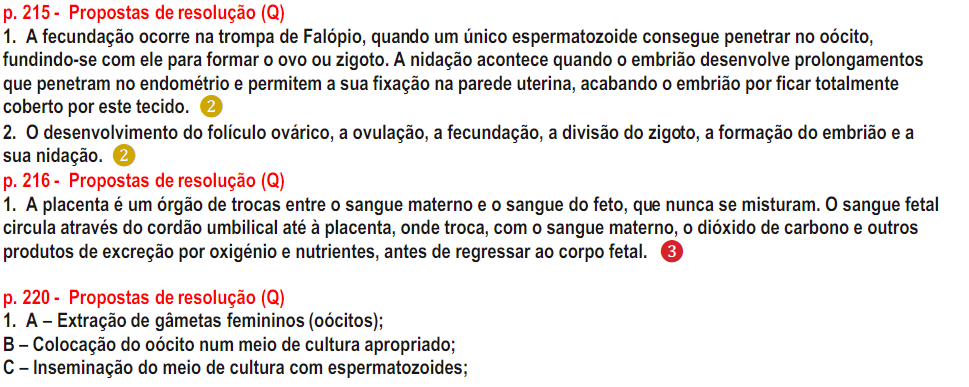 p. 215 - Propostas de resolução (Q)
1. A fecundação ocorre na trompa de Falópio, quando um único espermatozoide consegue penetrar no oócito,
fundindo-se com ele para formar o ovo ou zigoto. A nidação acontece quando o embrião desenvolve prolongamentos
que penetram no endométrio e permitem a sua fixação na parede uterina, acabando o embrião por ficar totalmente
coberto por este tecido. 2
2. O desenvolvimento do folículo ovárico, a ovulação, a fecundação, a divisão do zigoto, a formação do embrião e a
sua nidação. 2
p. 216 - Propostas de resolução (Q)
1. A placenta é um órgão de trocas entre o sangue materno e o sangue do feto, que nunca se misturam. O sangue fetal
circula através do cordão umbilical até à placenta, onde troca, com o sangue materno, o dióxido de carbono e outros
produtos de excreção por oxigénio e nutrientes, antes de regressar ao corpo fetal. 3
p. 220 - Propostas de resolução (Q)
1. A – Extração de gâmetas femininos (oócitos);
B – Colocação do oócito num meio de cultura apropriado;
C – Inseminação do meio de cultura com espermatozoides;